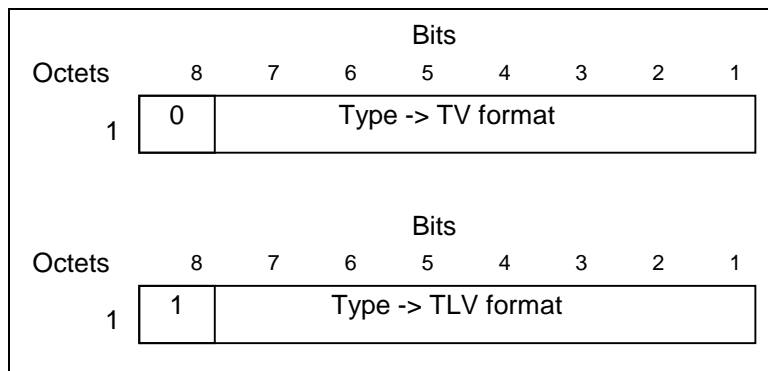 Bits
Octets 8 7 6 5 4 3 2 1
0 Type -> TV format
1
Bits
Octets 8 7 6 5 4 3 2 1
1 Type -> TLV format
1